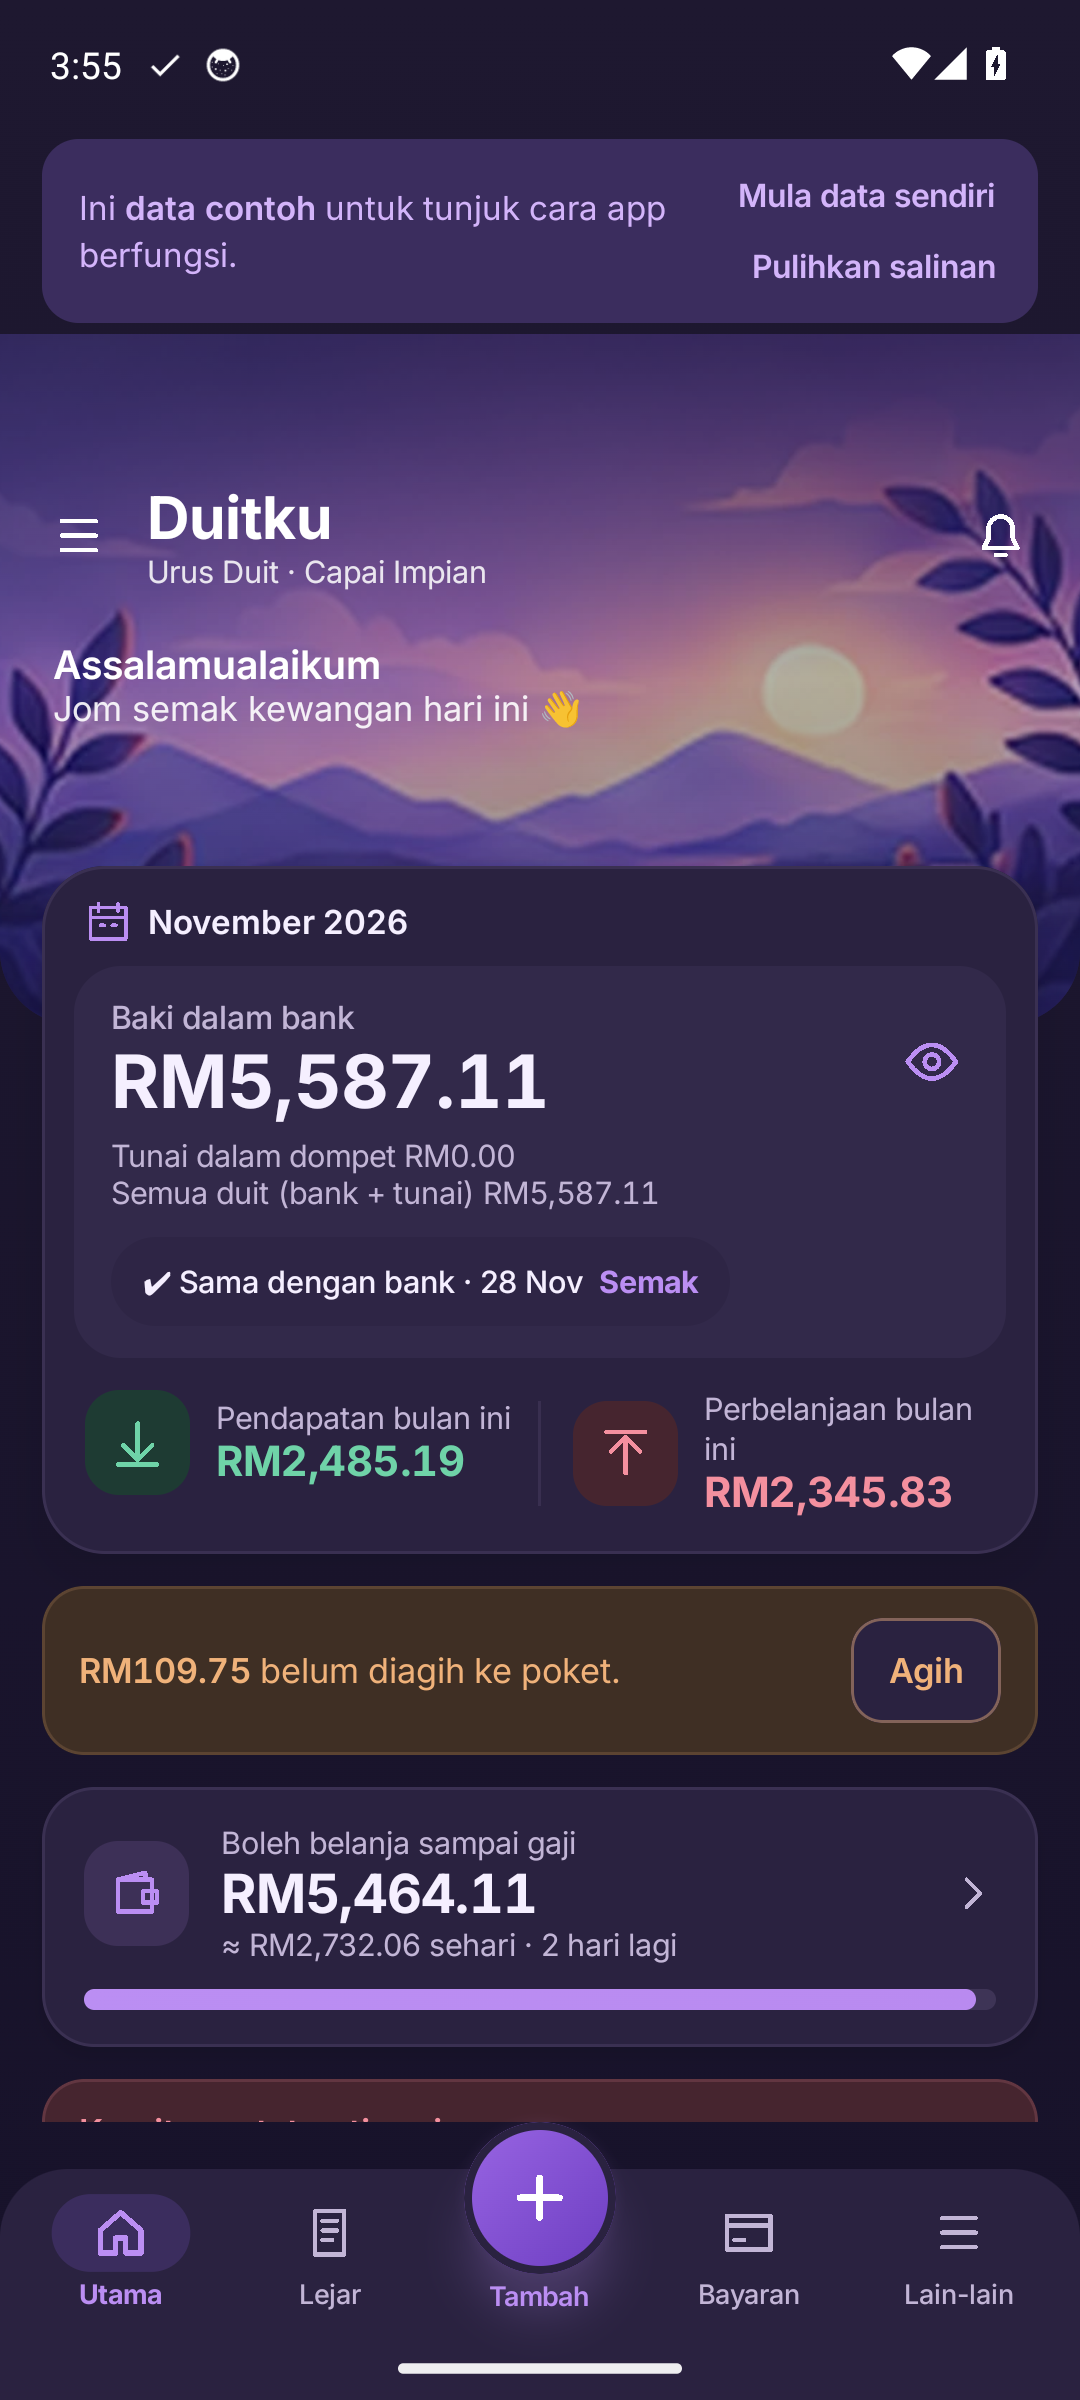 3:55
Ini data contoh untuk tunjuk cara app
berfungsi.
Mula data sendiri
Pulihkan salinan
Duitku
Urus Duit · Capai Impian
Assalamualaikum
Jom semak kewangan hari ini 👋
November 2026
Baki dalam bank
RM5,587.11
Tunai dalam dompet RM0.00
Semua duit (bank + tunai) RM5,587.11
✔ Sama dengan bank · 28 Nov Semak
Pendapatan bulan ini
RM2,485.19
Perbelanjaan bulan
ini
RM2,345.83
RM109.75 belum diagih ke poket.
Agih
Boleh belanja sampai gaji
RM5,464.11
≈ RM2,732.06 sehari · 2 hari lagi
Utama
Lejar
Tambah
Bayaran
Lain-lain